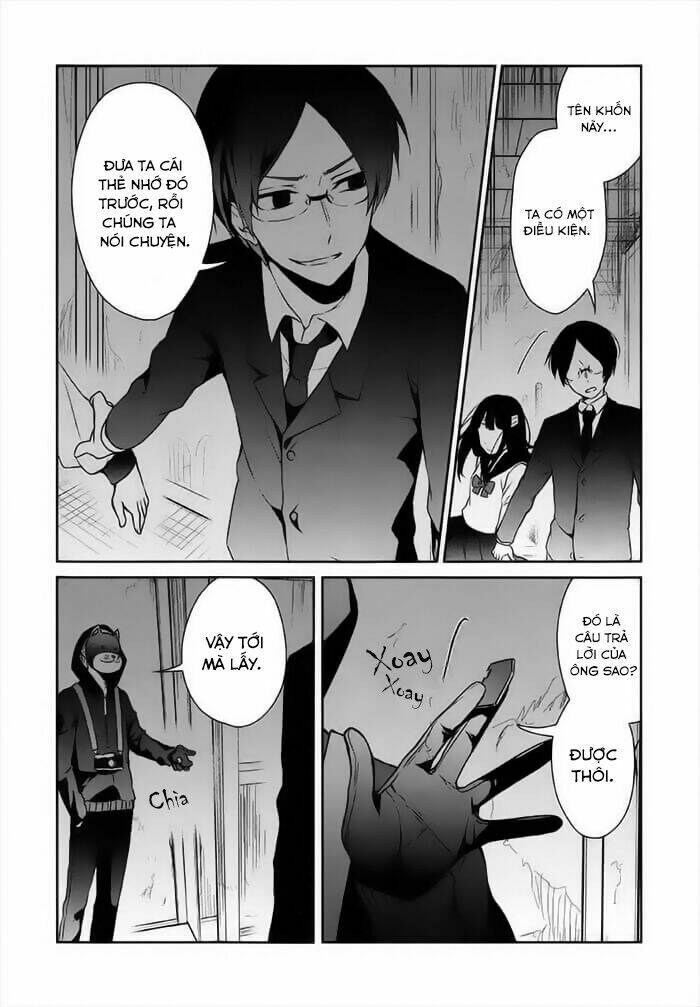 TÊN KHỐN
NÀY...
TA CÓ MỘT
ĐIỀU KIỆN.
ĐƯA TA CÁI
THẺ NHỚ ĐÓ
TRƯỚC, RỒI
CHÚNG TA
NÓI CHUYỆN.
ĐÓ LÀ
CÂU TRẢ
LỜI CỦA
ÔNG SAO?
ĐƯỢC
THÔI.
Xoay
Xoay
VẬY TỚI
MÀ LẤY.
Chìa